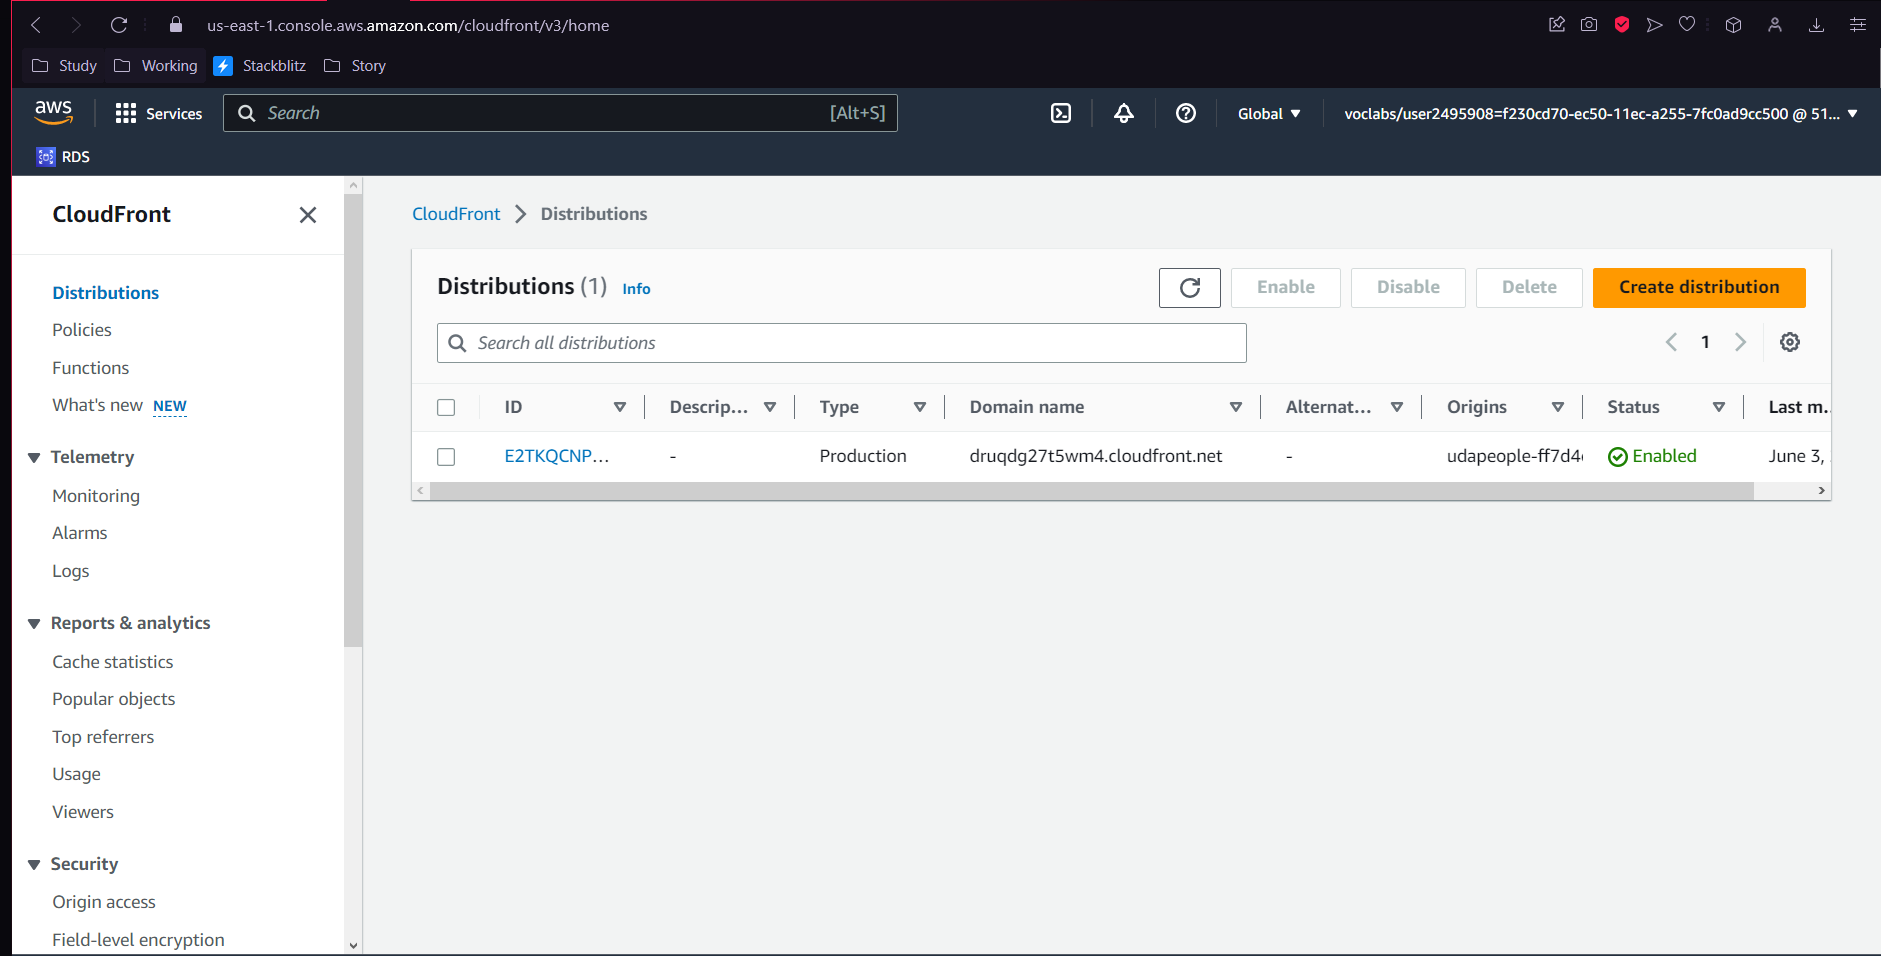 us-east-1.console.aws.amazon.com/cloudfront/v3/home
Study Working Stackblitz Story
aws Services Search [Alt+S] Global voclabs/user2495908=f230cd70-ec50-11ec-a255-7fc0ad9cc500 @ 51...
RDS
CloudFront
Distributions
Policies
Functions
What's new NEW
Telemetry
Monitoring
Alarms
Logs
Reports & analytics
Cache statistics
Popular objects
Top referrers
Usage
Viewers
Security
Origin access
Field-level encryption
CloudFront Distributions
Distributions (1) Info Enable Disable Delete Create distribution
Search all distributions 1
ID Descrip... Type Domain name Alternat... Origins Status Last m...
E2TKQCNP... - Production druqdg27t5wm4.cloudfront.net - udapeople-ff7d4 Enabled June 3,